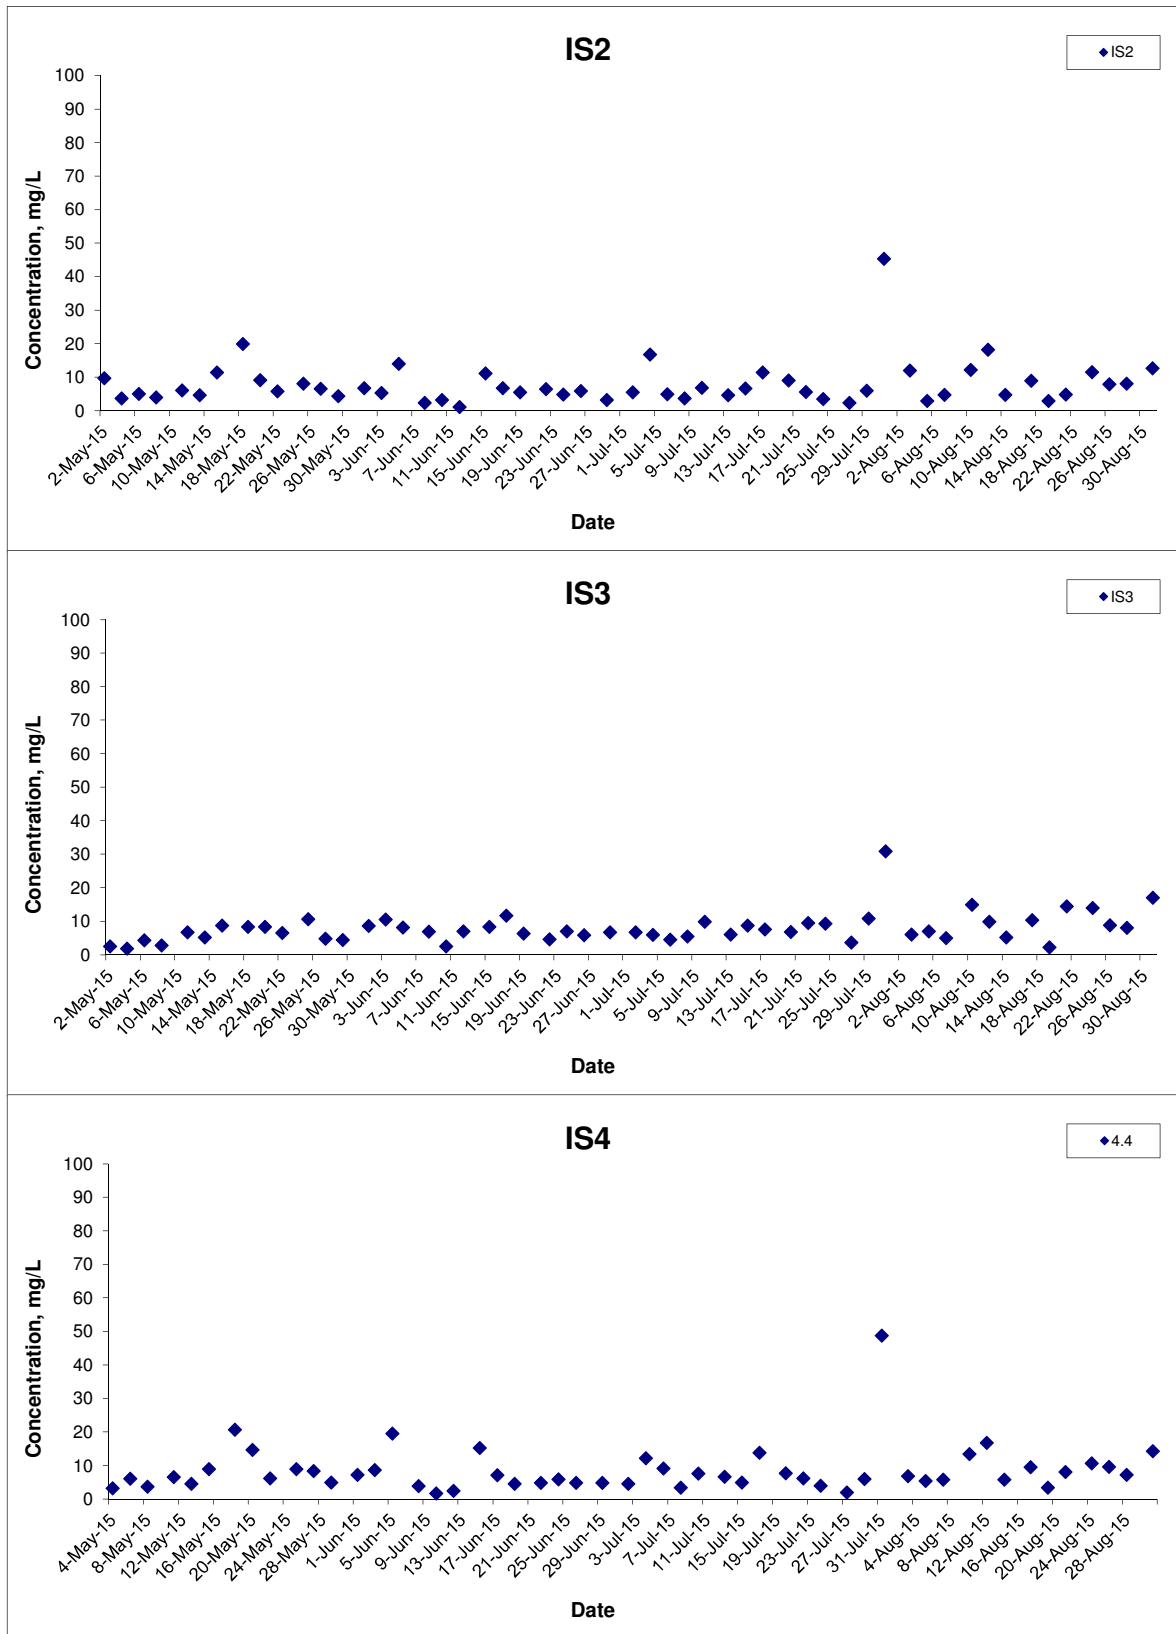 IS2
IS2
100
90
80
70
60
50
40
30
20
10
0
Concentration, mg/L
2-May-15
6-May-15
10-May-15
14-May-15
18-May-15
22-May-15
26-May-15
30-May-15
3-Jun-15
7-Jun-15
11-Jun-15
15-Jun-15
19-Jun-15
23-Jun-15
27-Jun-15
1-Jul-15
5-Jul-15
9-Jul-15
13-Jul-15
17-Jul-15
21-Jul-15
25-Jul-15
29-Jul-15
2-Aug-15
6-Aug-15
10-Aug-15
14-Aug-15
18-Aug-15
22-Aug-15
26-Aug-15
30-Aug-15
Date
IS3
IS3
100
90
80
70
60
50
40
30
20
10
0
Concentration, mg/L
2-May-15
6-May-15
10-May-15
14-May-15
18-May-15
22-May-15
26-May-15
30-May-15
3-Jun-15
7-Jun-15
11-Jun-15
15-Jun-15
19-Jun-15
23-Jun-15
27-Jun-15
1-Jul-15
5-Jul-15
9-Jul-15
13-Jul-15
17-Jul-15
21-Jul-15
25-Jul-15
29-Jul-15
2-Aug-15
6-Aug-15
10-Aug-15
14-Aug-15
18-Aug-15
22-Aug-15
26-Aug-15
30-Aug-15
Date
IS4
4.4
100
90
80
70
60
50
40
30
20
10
0
Concentration, mg/L
4-May-15
8-May-15
12-May-15
16-May-15
20-May-15
24-May-15
28-May-15
1-Jun-15
5-Jun-15
9-Jun-15
13-Jun-15
17-Jun-15
21-Jun-15
25-Jun-15
29-Jun-15
3-Jul-15
7-Jul-15
11-Jul-15
15-Jul-15
19-Jul-15
23-Jul-15
27-Jul-15
31-Jul-15
4-Aug-15
8-Aug-15
12-Aug-15
16-Aug-15
20-Aug-15
24-Aug-15
28-Aug-15
Date